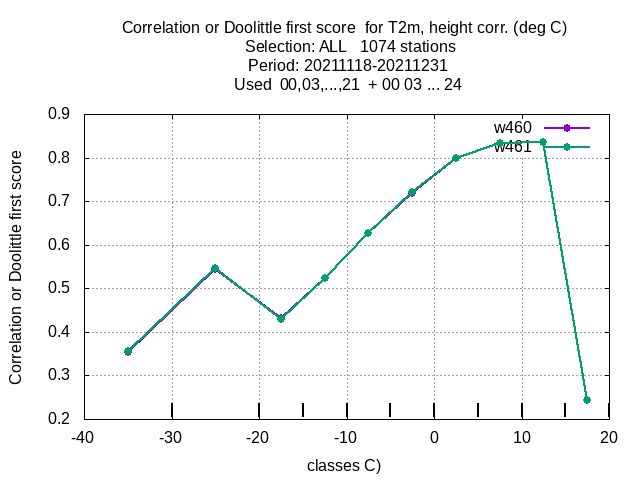 Correlation or Doolittle first score  for T2m, height corr. (deg C)
Selection: ALL   1074 stations
Period: 20211118-20211231
Used  00,03,...,21  + 00 03 ... 24
w460
w461
Correlation or Doolittle first score
0.9
0.8
0.7
0.6
0.5
0.4
0.3
0.2
-40 -30 -20 -10 0 10 20
classes C)